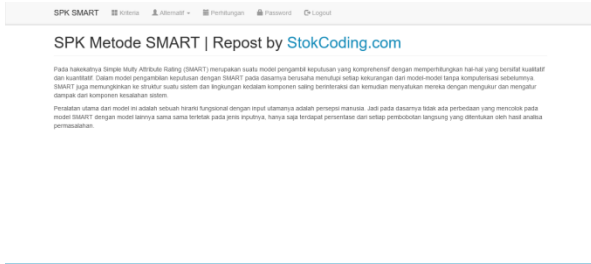 SPK SMART Kriteria Alternatif Perhitungan Password Logout
SPK Metode SMART | Repost by StokCoding.com
Pada hakekatnya Simple Multy Attribute Rating (SMART) merupakan suatu model pengambil keputusan yang komprehensif dengan memperhitungkan hal-hal yang bersifat kualitatif
dan kuantitatif. Dalam model pengambilan keputusan dengan SMART pada dasarnya berusaha menutupi setiap kekurangan dari model-model tanpa komputerisasi sebelumnya.
SMART juga memungkinkan ke struktur suatu sistem dan lingkungan kedalam komponen saling berinteraksi dan kemudian menyatukan mereka dengan mengukur dan mengatur
dampak dari komponen kesalahan sistem
Peralatan utama dari model ini adalah sebuah hirarki fungsional dengan input utamanya adalah persepsi manusia. Jadi pada dasarnya tidak ada perbedaan yang mencolok pada
model SMART dengan model lainnya sama sama terletak pada jenis inputnya, hanya saja terdapat persentase dari setiap pembobotan langsung yang ditentukan oleh hasil analisa
permasalahan.